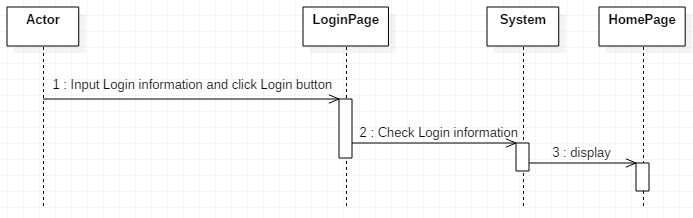 Actor
LoginPage
System
HomePage
1 : Input Login information and click Login button
2 : Check Login information
3 : display